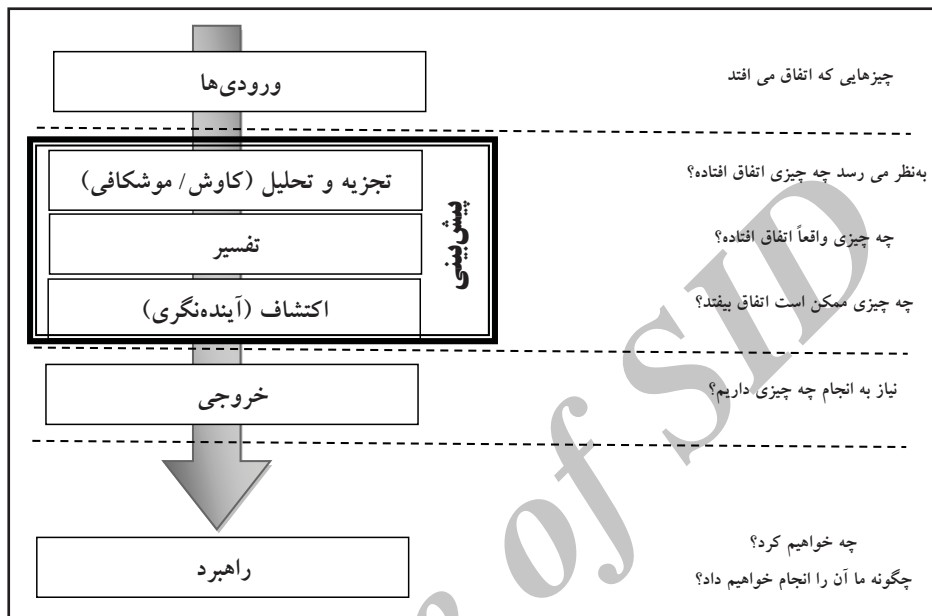 ورودی‌ها
چیزهایی که اتفاق می افتد
تجزیه و تحلیل (کاوش/ موشکافی)
به‌نظر می رسد چه چیزی اتفاق افتاده؟
تفسیر
چه چیزی واقعاً اتفاق افتاده؟
اکتشاف (آینده‌نگری)
چه چیزی ممکن است اتفاق بیفتد؟
پیش‌بینی
خروجی
نیاز به انجام چه چیزی داریم؟
راهبرد
چه خواهیم کرد؟
چگونه ما آن را انجام خواهیم داد؟
of SID